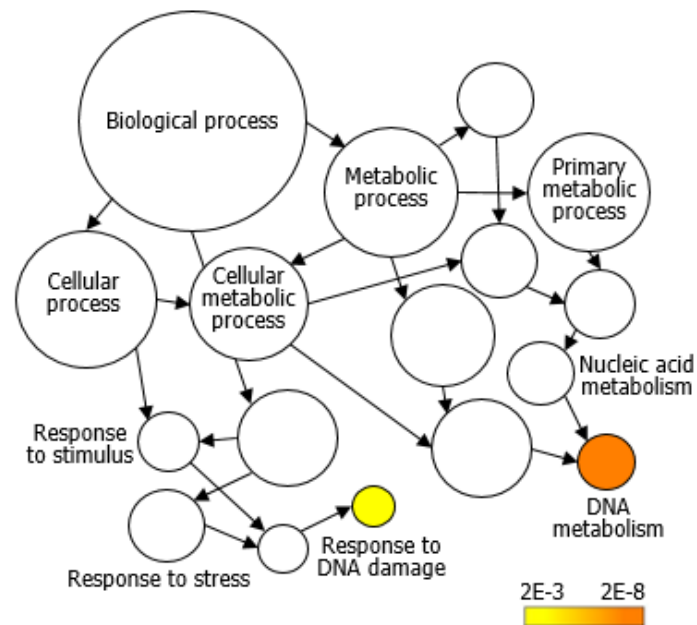 Biological process
Metabolic
process
Primary
metabolic
process
Cellular
process
Cellular
metabolic
process
Nucleic acid
metabolism
Response
to stimulus
DNA
metabolism
Response to
DNA damage
Response to stress
2E-3 2E-8